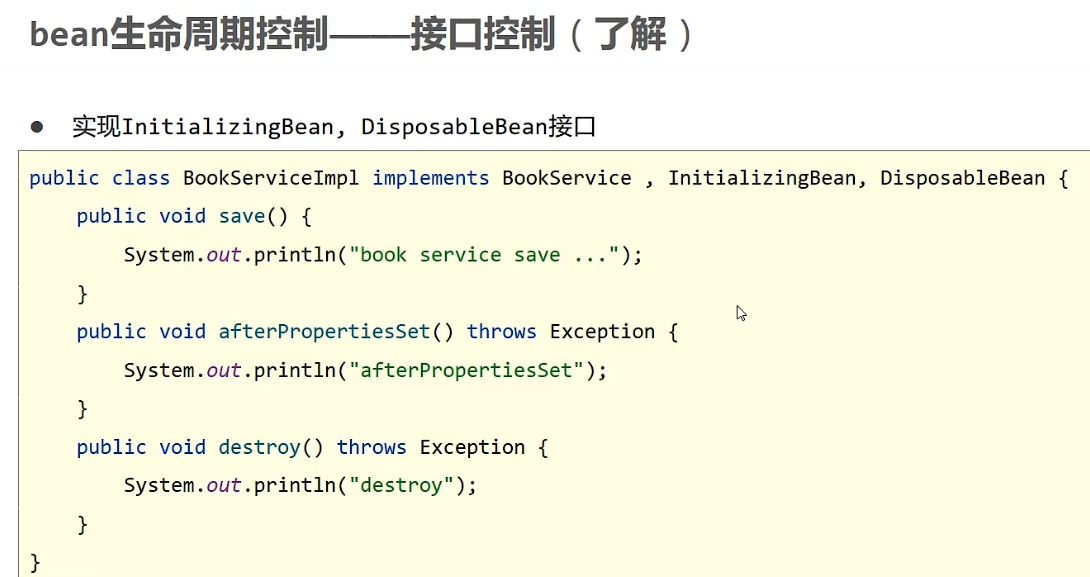 bean生命周期控制————接口控制（了解）
● 实现InitializingBean, DisposableBean接口
public class BookServiceImpl implements BookService , InitializingBean, DisposableBean {
    public void save() {
        System.out.println("book service save ...");
    }
    public void afterPropertiesSet() throws Exception {
        System.out.println("afterPropertiesSet");
    }
    public void destroy() throws Exception {
        System.out.println("destroy");
    }
}